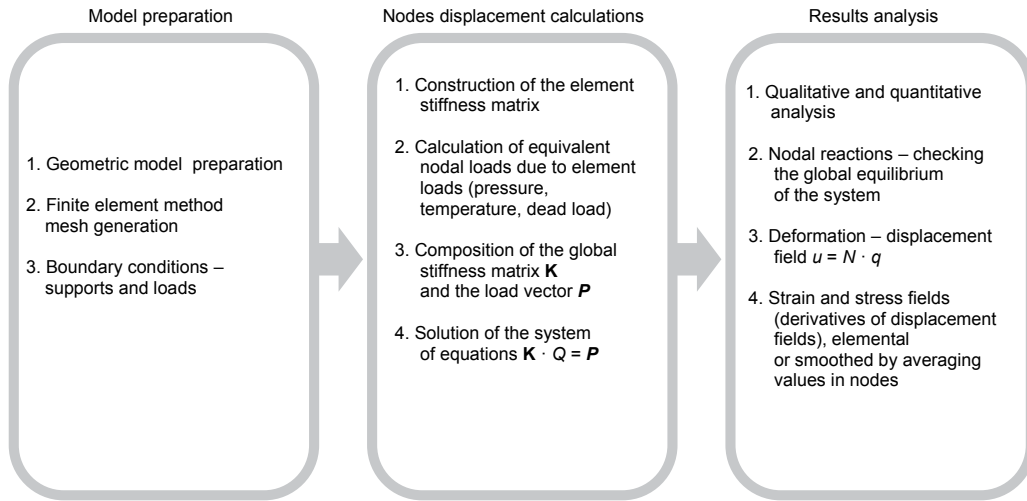 Model preparation
1. Geometric model preparation
2. Finite element method
mesh generation
3. Boundary conditions –
supports and loads
Nodes displacement calculations
1. Construction of the element
stiffness matrix
2. Calculation of equivalent
nodal loads due to element
loads (pressure,
temperature, dead load)
3. Composition of the global
stiffness matrix K
and the load vector P
4. Solution of the system
of equations K · Q = P
Results analysis
1. Qualitative and quantitative
analysis
2. Nodal reactions – checking
the global equilibrium
of the system
3. Deformation – displacement
field u = N · q
4. Strain and stress fields
(derivatives of displacement
fields), elemental
or smoothed by averaging
values in nodes